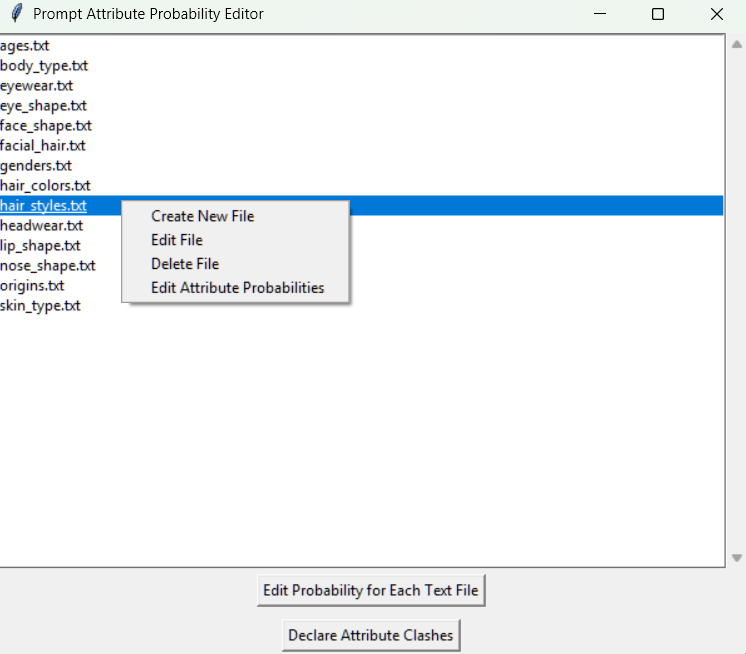 Prompt Attribute Probability Editor
ages.txt
body_type.txt
eyewear.txt
eye_shape.txt
face_shape.txt
facial_hair.txt
genders.txt
hair_colors.txt
hair_styles.txt
headwear.txt
lip_shape.txt
nose_shape.txt
origins.txt
skin_type.txt
Create New File
Edit File
Delete File
Edit Attribute Probabilities
Edit Probability for Each Text File
Declare Attribute Clashes